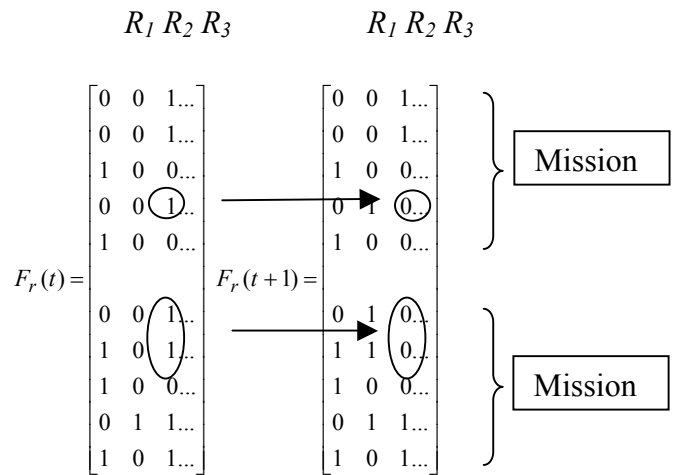 R1 R2 R3 R1 R2 R3
0 0 1... 0 0 1...
0 0 1... 0 0 1...
1 0 0... 1 0 0...
Mission
0 0 1... 0 1 0...
1 0 0... 1 0 0...
Fr(t)= Fr(t+1)=
0 0 1... 0 1 0...
1 0 1... 1 1 0...
1 0 0... 1 0 0...
Mission
0 1 1... 0 1 1...
1 0 1... 1 0 1...